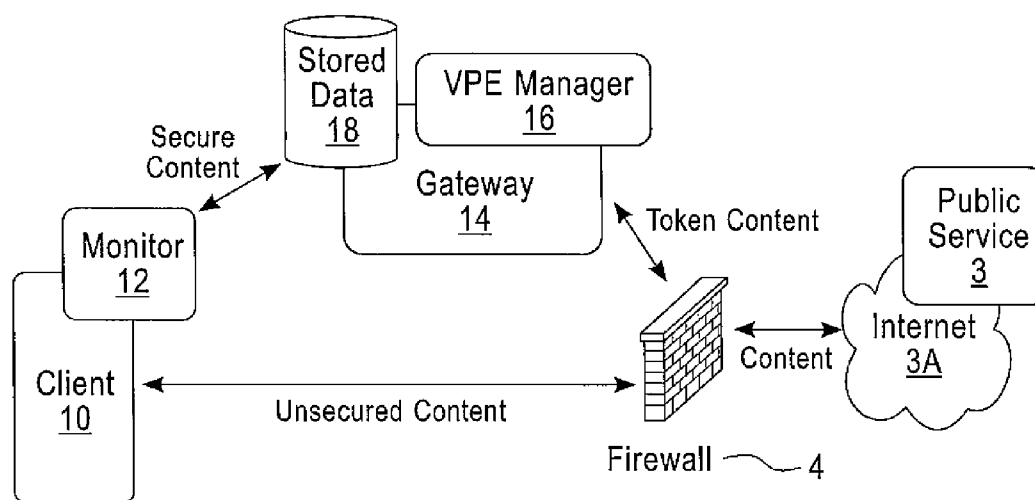 Stored
Data
18
VPE Manager
16
Secure
Content
Gateway
14
Token Content
Public
Service
3
Monitor
12
Internet
3A
Content
Client
10
Unsecured Content
Firewall
4